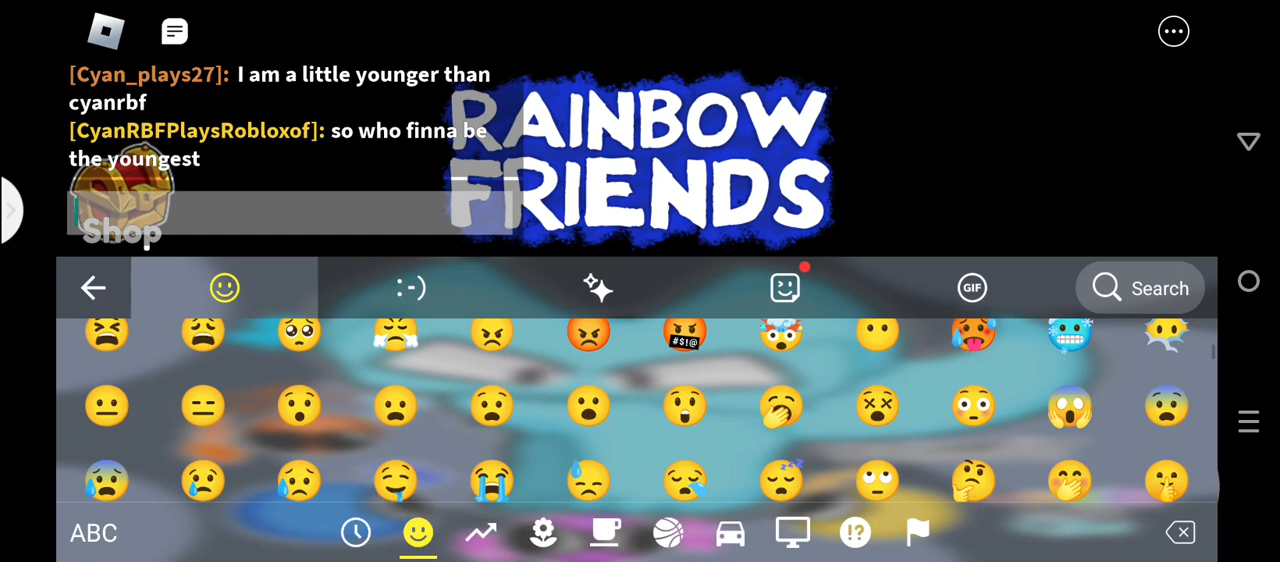 [Cyan_plays27]: I am a little younger than
cyanrbf
[CyanRBFPlaysRobloxof]: so who finna be
the youngest
RAINBOW
FRIENDS
Shop
:-)
GIF
Search
#$!@
ABC
!?